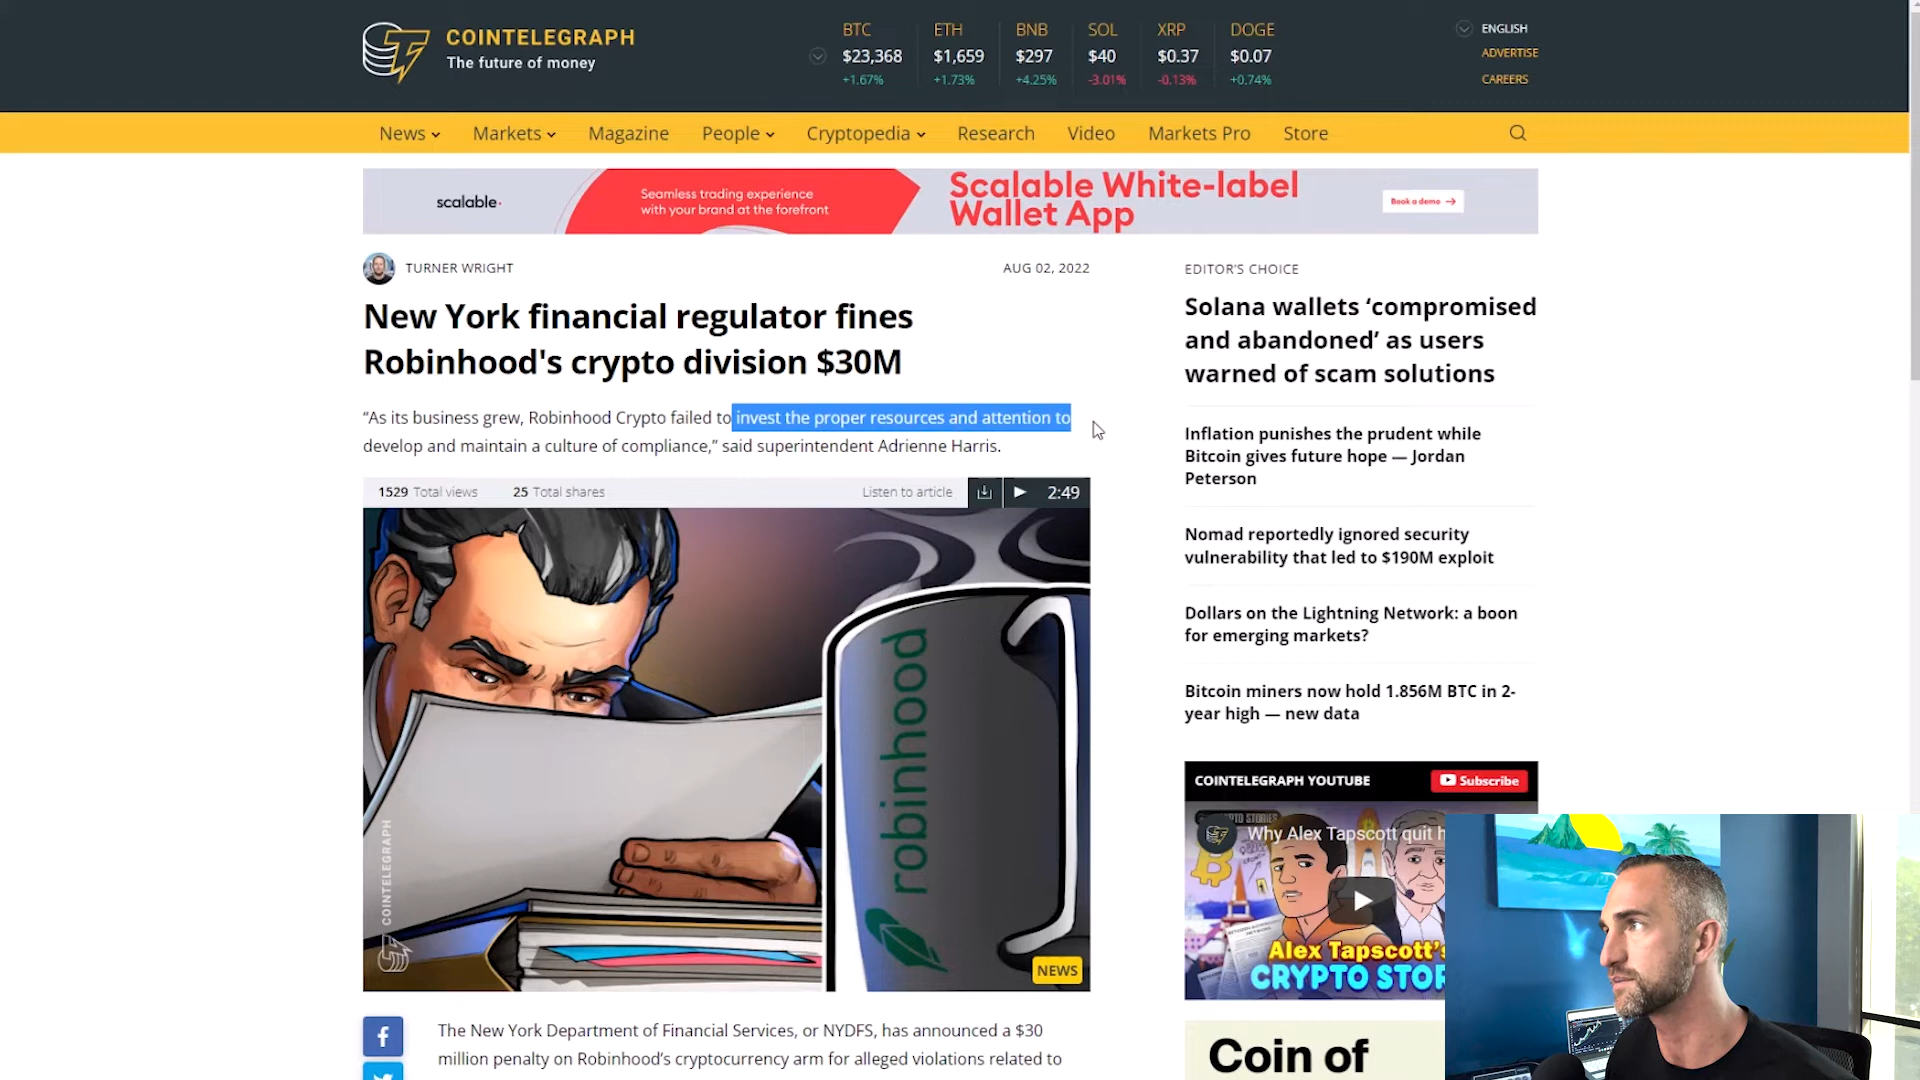 COINTELEGRAPH
The future of money
BTC
$23,368
+1.67%
ETH
$1,659
+1.73%
BNB
$297
+4.25%
SOL
$40
-3.01%
XRP
$0.37
-0.13%
DOGE
$0.07
+0.74%
ENGLISH
ADVERTISE
CAREERS
News
Markets
Magazine
People
Cryptopedia
Research
Video
Markets Pro
Store
scalable
Seamless trading experience
with your brand at the forefront
Scalable White-label
Wallet App
Book a demo →
TURNER WRIGHT
AUG 02, 2022
New York financial regulator fines
Robinhood's crypto division $30M
“As its business grew, Robinhood Crypto failed to invest the proper resources and attention to
develop and maintain a culture of compliance,” said superintendent Adrienne Harris.
1529 Total views
25 Total shares
Listen to article
2:49
robinhood
COINTELEGRAPH
NEWS
The New York Department of Financial Services, or NYDFS, has announced a $30
million penalty on Robinhood’s cryptocurrency arm for alleged violations related to
EDITOR’S CHOICE
Solana wallets ‘compromised
and abandoned’ as users
warned of scam solutions
Inflation punishes the prudent while
Bitcoin gives future hope — Jordan
Peterson
Nomad reportedly ignored security
vulnerability that led to $190M exploit
Dollars on the Lightning Network: a boon
for emerging markets?
Bitcoin miners now hold 1.856M BTC in 2-
year high — new data
COINTELEGRAPH YOUTUBE
Subscribe
Why Alex Tapscott quit h
Alex Tapscott's
CRYPTO STOR
Coin of